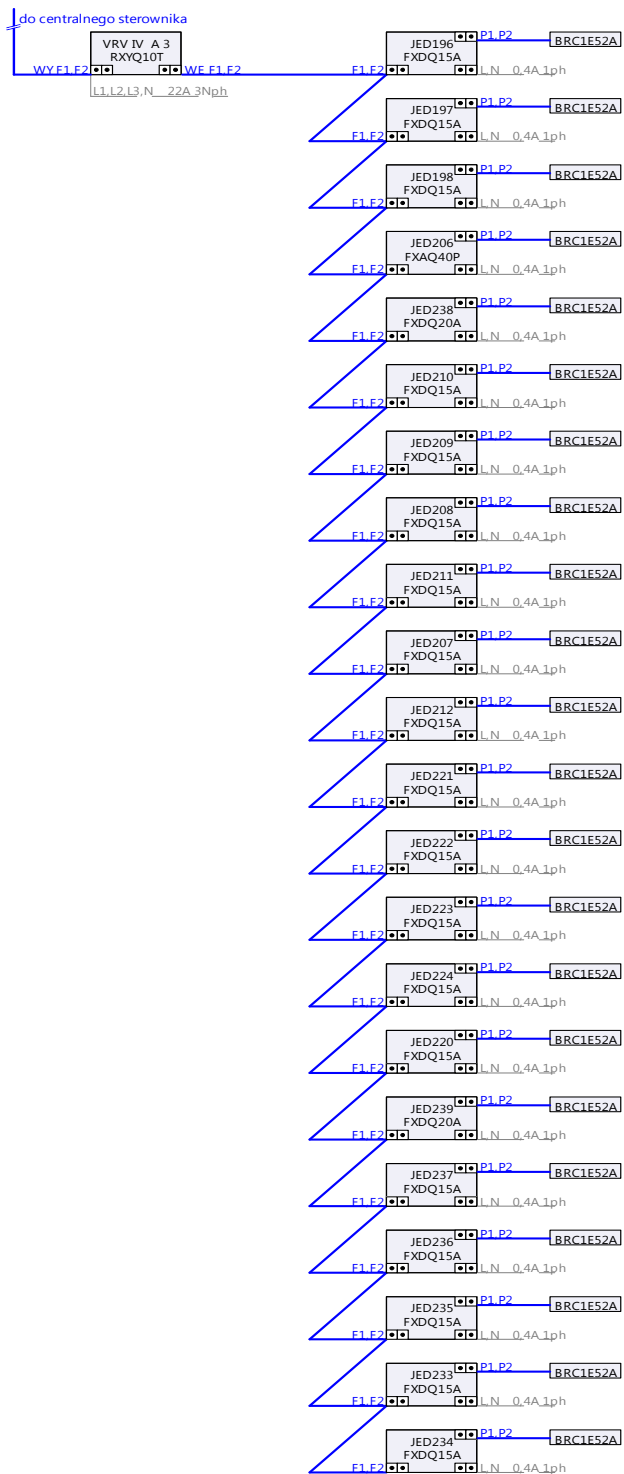 do centralnego sterownika
VRV IV A 3
RXYQ10T
WY F1,F2
WE F1,F2
L1,L2,L3,N 22A 3Nph
JED196
FXDQ15A
F1,F2
P1,P2
BRC1E52A
L,N 0,4A 1ph
JED197
FXDQ15A
F1,F2
P1,P2
BRC1E52A
L,N 0,4A 1ph
JED198
FXDQ15A
F1,F2
P1,P2
BRC1E52A
L,N 0,4A 1ph
JED206
FXAQ40P
F1,F2
P1,P2
BRC1E52A
L,N 0,4A 1ph
JED238
FXDQ20A
F1,F2
P1,P2
BRC1E52A
L,N 0,4A 1ph
JED210
FXDQ15A
F1,F2
P1,P2
BRC1E52A
L,N 0,4A 1ph
JED209
FXDQ15A
F1,F2
P1,P2
BRC1E52A
L,N 0,4A 1ph
JED208
FXDQ15A
F1,F2
P1,P2
BRC1E52A
L,N 0,4A 1ph
JED211
FXDQ15A
F1,F2
P1,P2
BRC1E52A
L,N 0,4A 1ph
JED207
FXDQ15A
F1,F2
P1,P2
BRC1E52A
L,N 0,4A 1ph
JED212
FXDQ15A
F1,F2
P1,P2
BRC1E52A
L,N 0,4A 1ph
JED221
FXDQ15A
F1,F2
P1,P2
BRC1E52A
L,N 0,4A 1ph
JED222
FXDQ15A
F1,F2
P1,P2
BRC1E52A
L,N 0,4A 1ph
JED223
FXDQ15A
F1,F2
P1,P2
BRC1E52A
L,N 0,4A 1ph
JED224
FXDQ15A
F1,F2
P1,P2
BRC1E52A
L,N 0,4A 1ph
JED220
FXDQ15A
F1,F2
P1,P2
BRC1E52A
L,N 0,4A 1ph
JED239
FXDQ20A
F1,F2
P1,P2
BRC1E52A
L,N 0,4A 1ph
JED237
FXDQ15A
F1,F2
P1,P2
BRC1E52A
L,N 0,4A 1ph
JED236
FXDQ15A
F1,F2
P1,P2
BRC1E52A
L,N 0,4A 1ph
JED235
FXDQ15A
F1,F2
P1,P2
BRC1E52A
L,N 0,4A 1ph
JED233
FXDQ15A
F1,F2
P1,P2
BRC1E52A
L,N 0,4A 1ph
JED234
FXDQ15A
F1,F2
P1,P2
BRC1E52A
L,N 0,4A 1ph